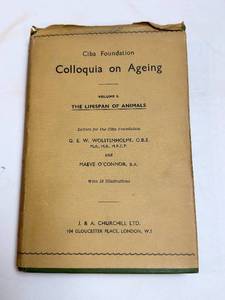 Ciba Foundation
Colloquia on Ageing
VOLUME 5
THE LIFESPAN OF ANIMALS
Editors for the Ciba Foundation
G. E. W. WOLSTENHOLME, O.B.E.
M.A., M.B., M.R.C.P.
and
MAEVE O'CONNOR, B.A.
With Illustrations
J. & A. CHURCHILL LTD.
104 GLOUCESTER PLACE, LONDON, W.1